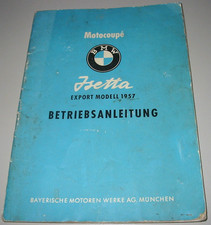 Motocoupé
BMW
Isetta
EXPORT MODELL 1957
BETRIEBSANLEITUNG
BAYERISCHE MOTOREN WERKE AG. MÜNCHEN